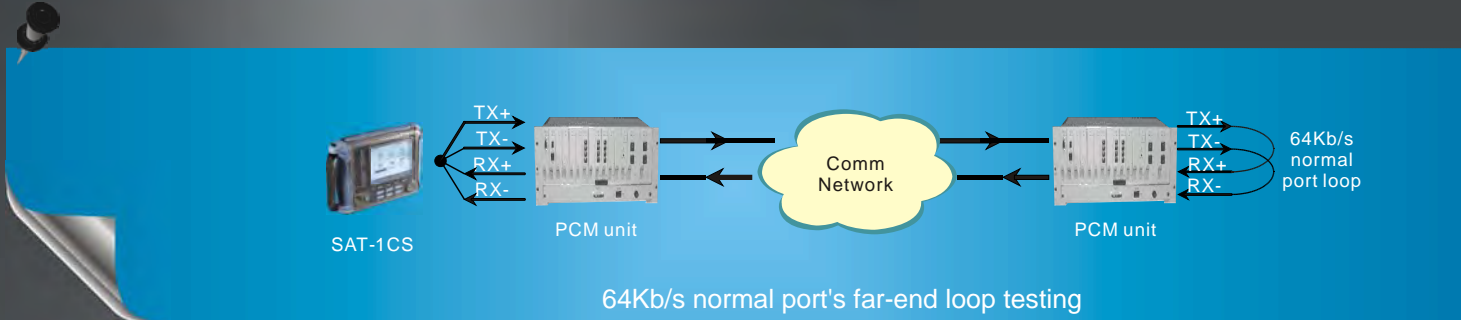 TX+
TX-
RX+
RX-
SAT-1CS
PCM unit
Comm
Network
PCM unit
TX+
TX-
RX+
RX-
64Kb/s
normal
port loop
64Kb/s normal port's far-end loop testing